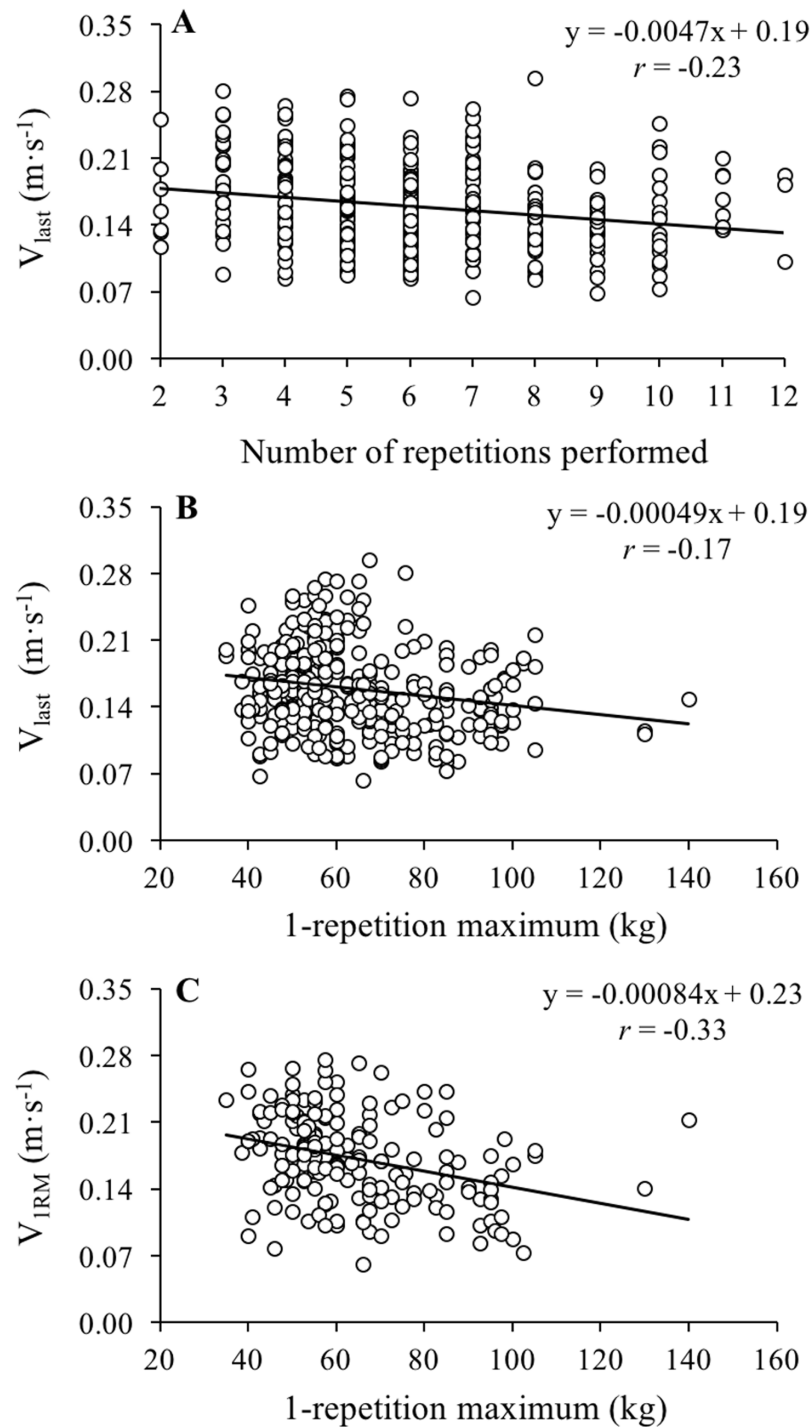 A
y = -0.0047x + 0.19
r = -0.23
0.35
0.28
0.21
0.14
0.07
0.00
V_last (m·s⁻¹)
2 3 4 5 6 7 8 9 10 11 12
Number of repetitions performed
B
y = -0.00049x + 0.19
r = -0.17
0.35
0.28
0.21
0.14
0.07
0.00
V_last (m·s⁻¹)
20 40 60 80 100 120 140 160
1-repetition maximum (kg)
C
y = -0.00084x + 0.23
r = -0.33
0.35
0.28
0.21
0.14
0.07
0.00
V_1RM (m·s⁻¹)
20 40 60 80 100 120 140 160
1-repetition maximum (kg)